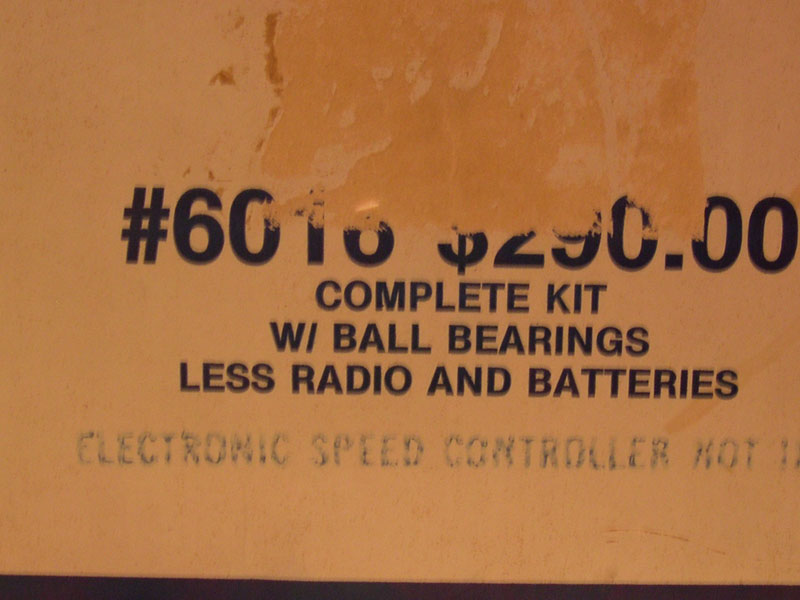 #6016 $290.00
COMPLETE KIT
W/ BALL BEARINGS
LESS RADIO AND BATTERIES
ELECTRONIC SPEED CONTROLLER NOT